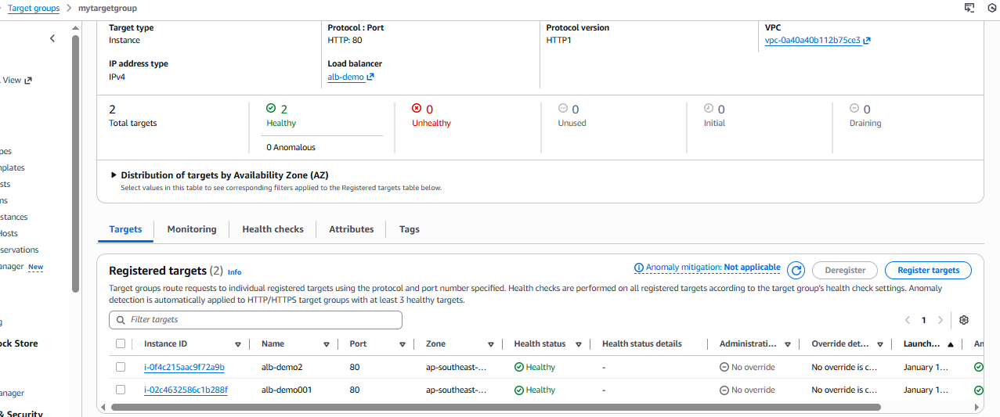 Target groups > mytargetgroup
Target type
Instance
Protocol : Port
HTTP: 80
Protocol version
HTTP1
VPC
vpc-0a40a40b112b75ce3
IP address type
IPv4
Load balancer
alb-demo
2
Total targets
2
Healthy
0 Anomalous
0
Unhealthy
0
Unused
0
Initial
0
Draining
Distribution of targets by Availability Zone (AZ)
Select values in this table to see corresponding filters applied to the Registered targets table below.
Targets
Monitoring
Health checks
Attributes
Tags
Registered targets (2) Info
Anomaly mitigation: Not applicable
Deregister
Register targets
Target groups route requests to individual registered targets using the protocol and port number specified. Health checks are performed on all registered targets according to the target group's health check settings. Anomaly
detection is automatically applied to HTTP/HTTPS target groups with at least 3 healthy targets.
Filter targets
1
Instance ID Name Port Zone Health status Health status details Administrati... Override det... Launch... An
i-0f4c215aac9f72a9b alb-demo2 80 ap-southeast-... Healthy - No override No override is c... January 1...
i-02c4632586c1b288f alb-demo001 80 ap-southeast-... Healthy - No override No override is c... January 1...
View
pes
nplates
sts
ns
stances
Hosts
servations
anager New
g
ock Store
anager
& Security